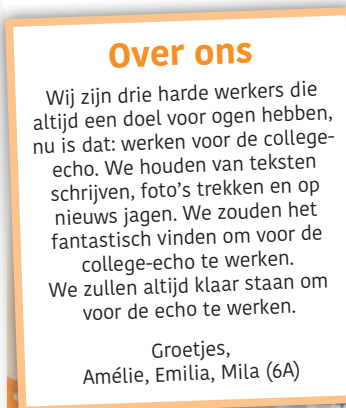 Over ons
Wij zijn drie harde werkers die
altijd een doel voor ogen hebben,
nu is dat: werken voor de college-
echo. We houden van teksten
schrijven, foto's trekken en op
nieuws jagen. We zouden het
fantastisch vinden om voor de
college-echo te werken.
We zullen altijd klaar staan om
voor de echo te werken.
Groetjes,
Amélie, Emilia, Mila (6A)